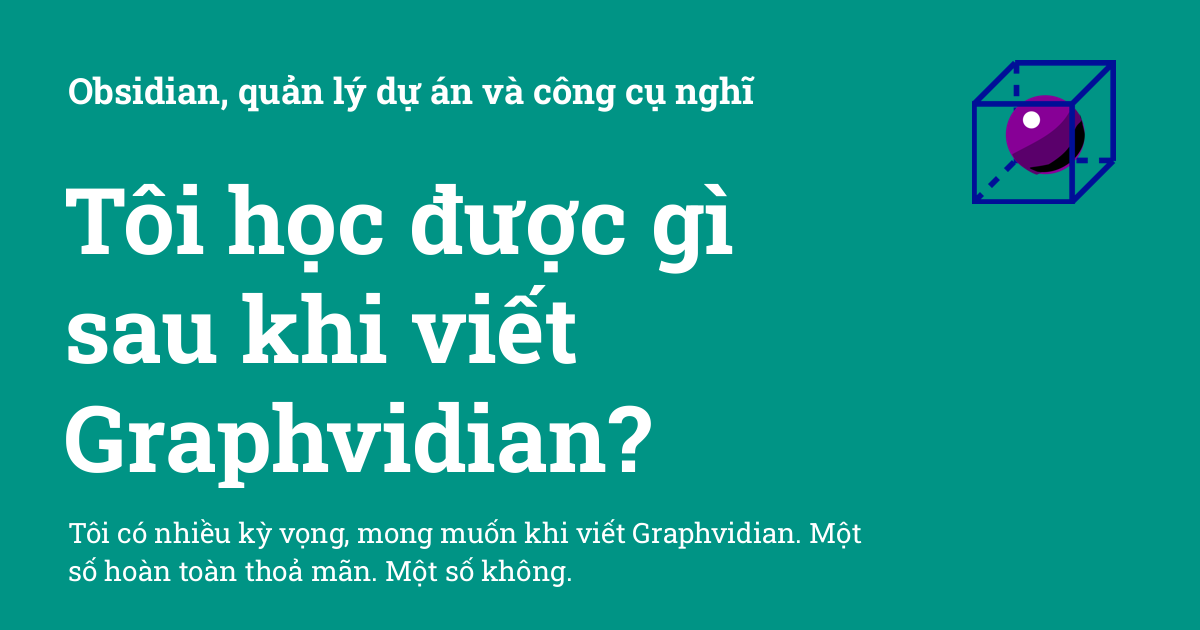 Obsidian, quản lý dự án và công cụ nghĩ
Tôi học được gì
sau khi viết
Graphvidian?
Tôi có nhiều kỳ vọng, mong muốn khi viết Graphvidian. Một
số hoàn toàn thoả mãn. Một số không.